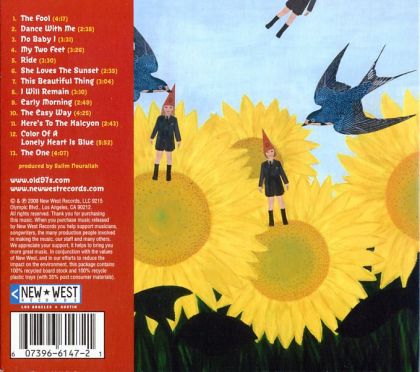 1. The Fool (4:17)
2. Dance With Me (2:38)
3. No Baby I (3:31)
4. My Two Feet (2:36)
5. Ride (2:30)
6. She Loves The Sunset (2:35)
7. This Beautiful Thing (3:02)
8. I Will Remain (3:10)
9. Early Morning (2:49)
10. The Easy Way (2:25)
11. Here's To The Halcyon (2:43)
12. Color Of A
Lonely Heart Is Blue (5:52)
13. The One (4:07)
produced by Salim Nourallah
www.old97s.com
www.newwestrecords.com
© & ℗ 2008 New West Records, LLC 9215
Olympic Blvd., Los Angeles, CA 90212.
All rights reserved. Thank you for purchasing
this music. When you purchase music released
by New West you help support musicians,
songwriters, the many production people involved
in making the music, our staff and many others.
We appreciate your support. It helps to bring you
more great music. In conjunction with the values
of New West, and in our efforts to reduce the
impact on the environment, this package contains
100% recycled board stock and 100% recycle
plastic trays (with 35% post consumer materials).
NEW ★ WEST
RECORDS
LOS ANGELES • AUSTIN
6 07396-6147-2 1